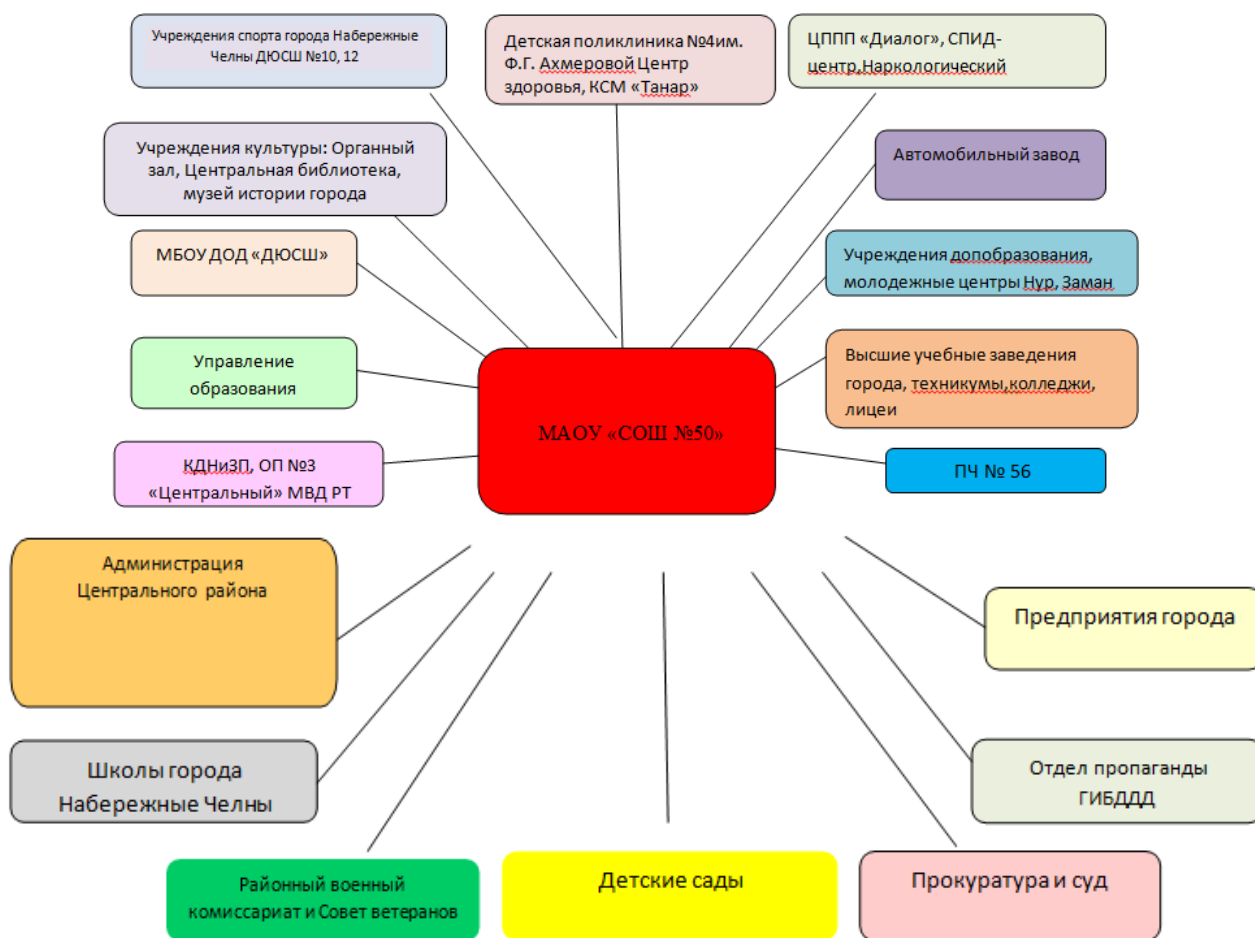 Учреждения спорта города Набережные
Челны ДЮСШ №10, 12
Детская поликлиника №4им.
Ф.Г. Ахмеровой Центр
здоровья, КСМ «Танар»
ЦППП «Диалог», СПИД-
центр,Наркологический
Учреждения культуры: Органный
зал, Центральная библиотека,
музей истории города
Автомобильный завод
МБОУ ДОД «ДЮСШ»
Учреждения допобразования,
молодежные центры Нур, Заман
Управление
образования
Высшие учебные заведения
города, техникумы,колледжи,
лицеи
МАОУ «СОШ №50»
КДНиЗП, ОП №3
«Центральный» МВД РТ
ПЧ № 56
Администрация
Центрального района
Предприятия города
Школы города
Набережные Челны
Отдел пропаганды
ГИБДДД
Районный военный
комиссариат и Совет ветеранов
Детские сады
Прокуратура и суд